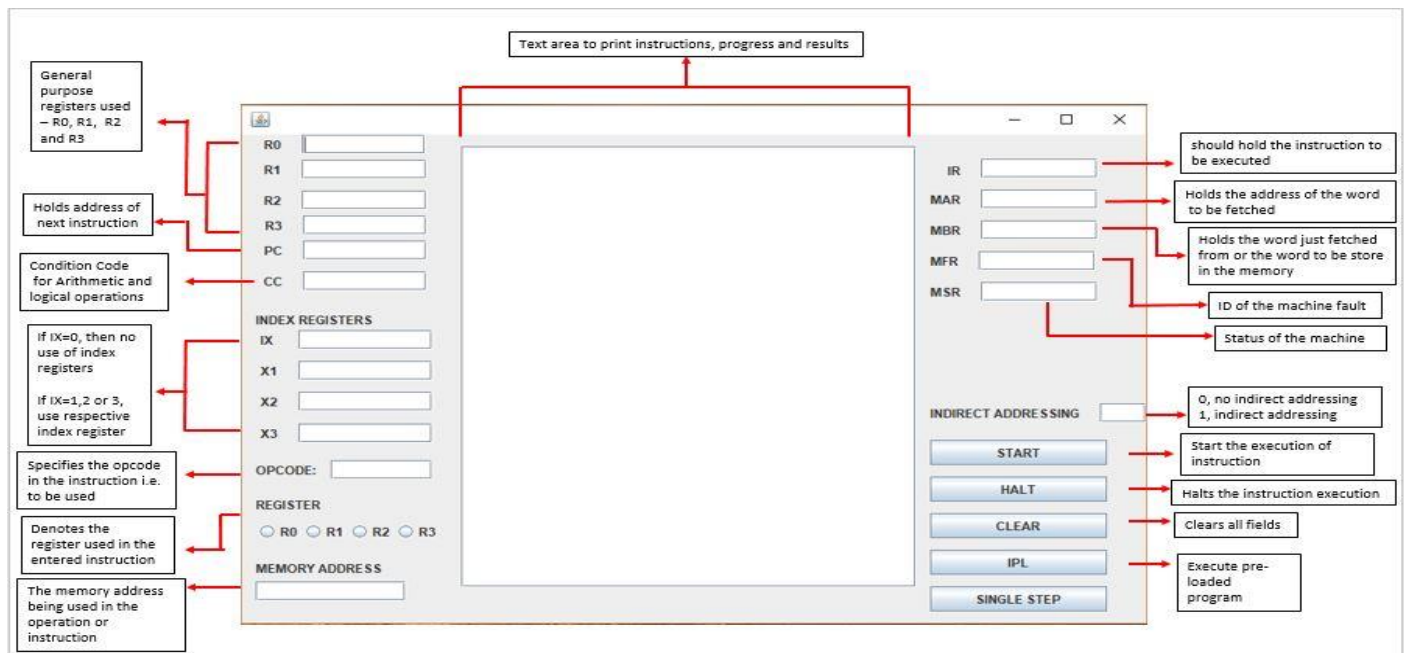 Text area to print instructions, progress and results
General
purpose
registers used
– R0, R1, R2
and R3
Holds address of
next instruction
Condition Code
for Arithmetic and
logical operations
If IX=0, then no
use of index
registers
If IX=1,2 or 3,
use respective
index register
Specifies the opcode
in the instruction i.e.
to be used
Denotes the
register used in the
entered instruction
The memory address
being used in the
operation or
instruction
R0
R1
R2
R3
PC
CC
INDEX REGISTERS
IX
X1
X2
X3
OPCODE:
REGISTER
R0 R1 R2 R3
MEMORY ADDRESS
IR
MAR
MBR
MFR
MSR
INDIRECT ADDRESSING
START
HALT
CLEAR
IPL
SINGLE STEP
should hold the instruction to
be executed
Holds the address of the word
to be fetched
Holds the word just fetched
from or the word to be store
in the memory
ID of the machine fault
Status of the machine
0, no indirect addressing
1, indirect addressing
Start the execution of
instruction
Halts the instruction execution
Clears all fields
Execute pre-
loaded
program